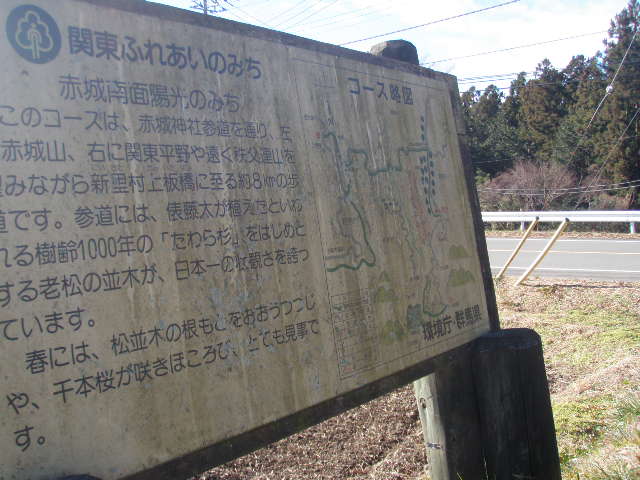 関東ふれあいのみち
赤城南面陽光のみち
このコースは、赤城神社参道を通り、左
赤城山、右に関東平野や遠く秩父連山を
望みながら新里村上板橋に至る約8kmの歩
道です。参道には、俵藤太が植えたといわ
れる樹齢1000年の「たわら杉」をはじめと
する老松の並木が、日本一の壮観さを誇っ
ています。
春には、松並木の根もとをおおうつつじ
や、千本桜が咲きほころび、とても見事で
す。
コース略図
環境庁・群馬県